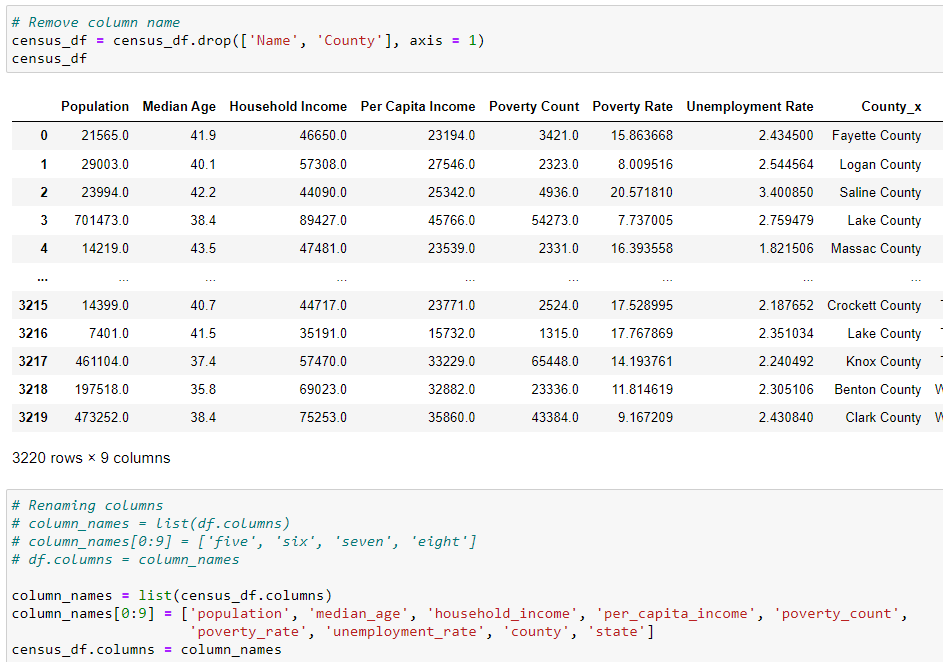 # Remove column name
census_df = census_df.drop(['Name', 'County'], axis = 1)
census_df
Population Median Age Household Income Per Capita Income Poverty Count Poverty Rate Unemployment Rate County_x
0 21565.0 41.9 46650.0 23194.0 3421.0 15.863668 2.434500 Fayette County
1 29003.0 40.1 57308.0 27546.0 2323.0 8.009516 2.544564 Logan County
2 23994.0 42.2 44090.0 25342.0 4936.0 20.571810 3.400850 Saline County
3 701473.0 38.4 89427.0 45766.0 54273.0 7.737005 2.759479 Lake County
4 14219.0 43.5 47481.0 23539.0 2331.0 16.393558 1.821506 Massac County
... ... ... ... ... ... ... ... ...
3215 14399.0 40.7 44717.0 23771.0 2524.0 17.528995 2.187652 Crockett County
3216 7401.0 41.5 35191.0 15732.0 1315.0 17.767869 2.351034 Lake County
3217 461104.0 37.4 57470.0 33229.0 65448.0 14.193761 2.240492 Knox County
3218 197518.0 35.8 69023.0 32882.0 23336.0 11.814619 2.305106 Benton County
3219 473252.0 38.4 75253.0 35860.0 43384.0 9.167209 2.430840 Clark County
3220 rows × 9 columns
# Renaming columns
# column_names = list(df.columns)
# column_names[0:9] = ['five', 'six', 'seven', 'eight']
# df.columns = column_names
column_names = list(census_df.columns)
column_names[0:9] = ['population', 'median_age', 'household_income', 'per_capita_income', 'poverty_count',
'poverty_rate', 'unemployment_rate', 'county', 'state']
census_df.columns = column_names